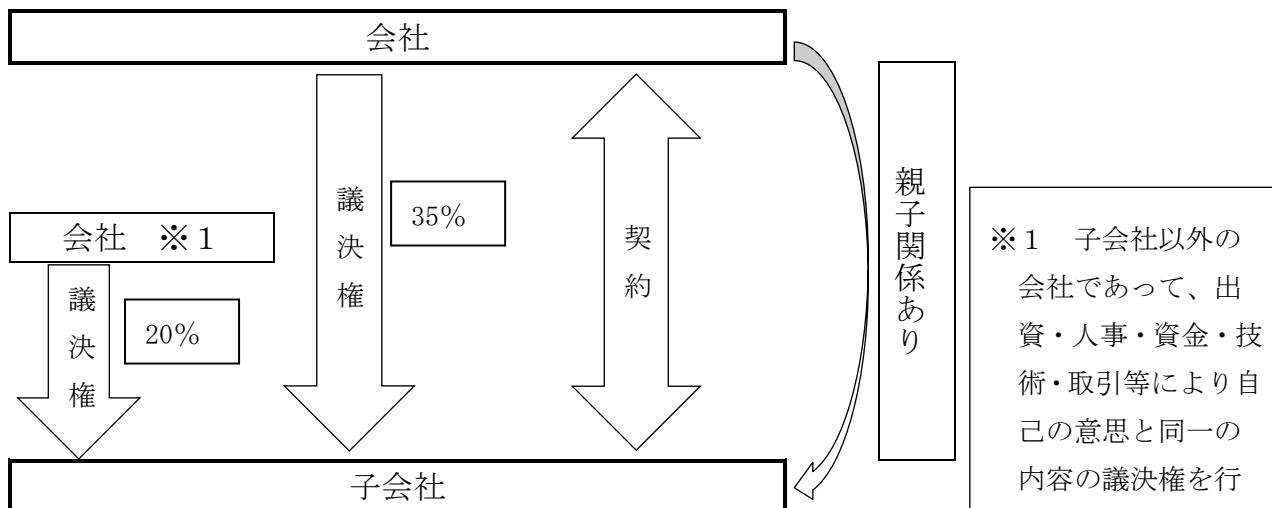 会社
議決権
35%
契約
親子関係あり
会社　※１
議決権
20%
※１　子会社以外の
会社であって、出
資・人事・資金・技
術・取引等により自
己の意思と同一の
内容の議決権を行
子会社